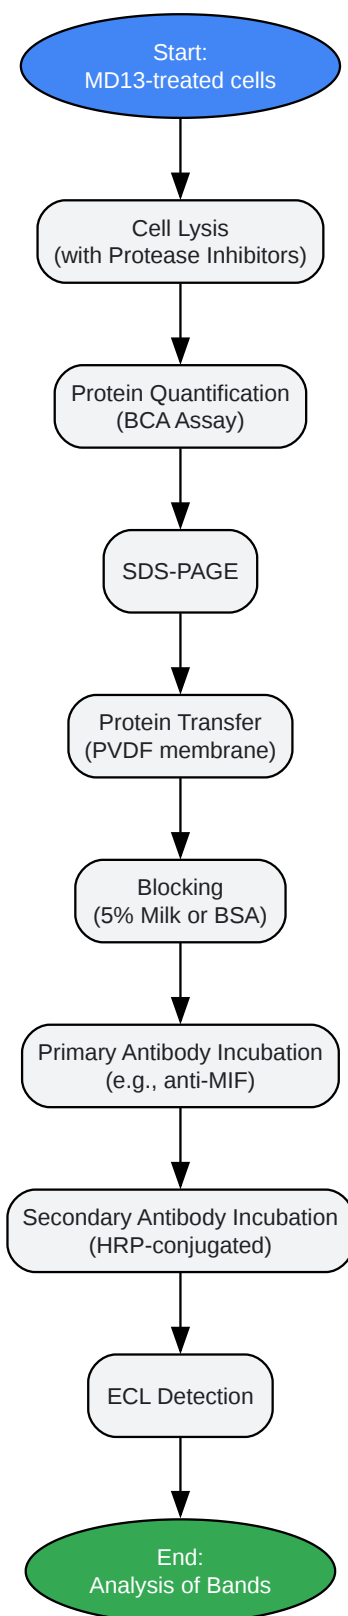 Start:
MD13-treated cells
Cell Lysis
(with Protease Inhibitors)
Protein Quantification
(BCA Assay)
SDS-PAGE
Protein Transfer
(PVDF membrane)
Blocking
(5% Milk or BSA)
Primary Antibody Incubation
(e.g., anti-MIF)
Secondary Antibody Incubation
(HRP-conjugated)
ECL Detection
End:
Analysis of Bands